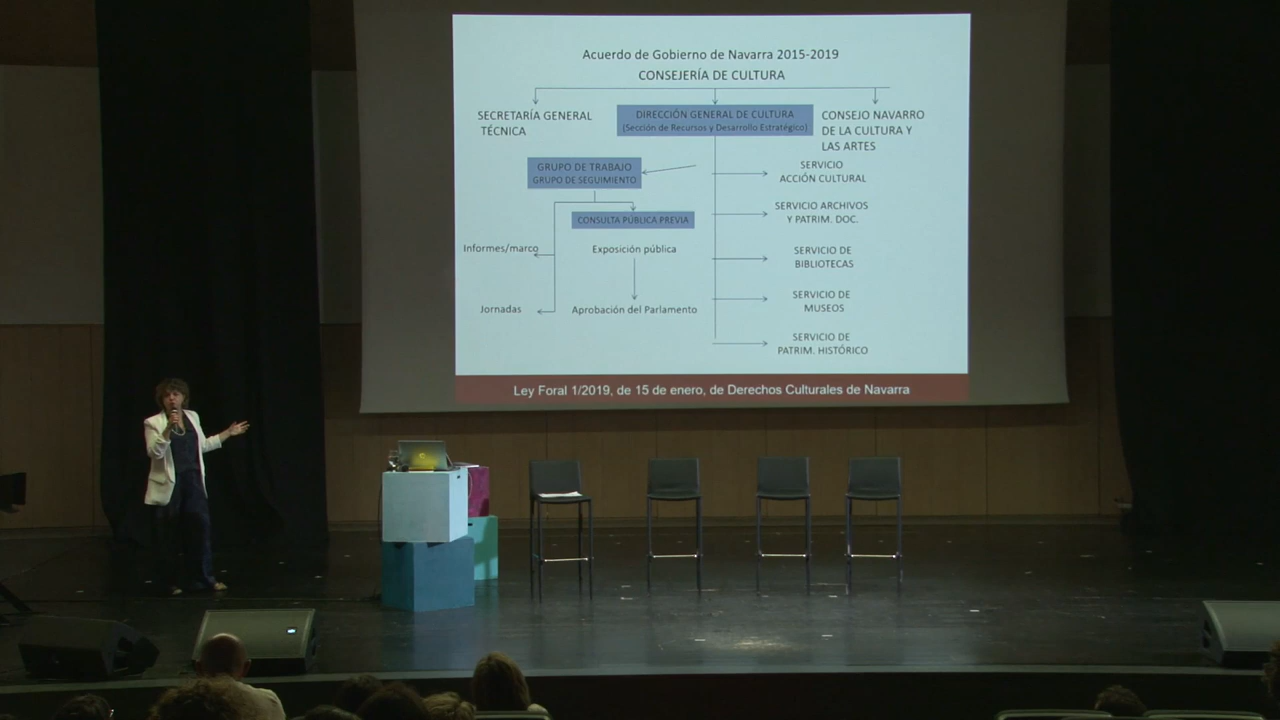 Acuerdo de Gobierno de Navarra 2015-2019
CONSEJERÍA DE CULTURA
SECRETARÍA GENERAL
TÉCNICA
DIRECCIÓN GENERAL DE CULTURA
(Sección de Recursos y Desarrollo Estratégico)
CONSEJO NAVARRO
DE LA CULTURA Y
LAS ARTES
GRUPO DE TRABAJO
GRUPO DE SEGUIMIENTO
CONSULTA PÚBLICA PREVIA
Informes/marco
Exposición pública
Jornadas
Aprobación del Parlamento
SERVICIO
ACCIÓN CULTURAL
SERVICIO ARCHIVOS
Y PATRIM. DOC.
SERVICIO DE
BIBLIOTECAS
SERVICIO DE
MUSEOS
SERVICIO DE
PATRIM. HISTÓRICO
Ley Foral 1/2019, de 15 de enero, de Derechos Culturales de Navarra